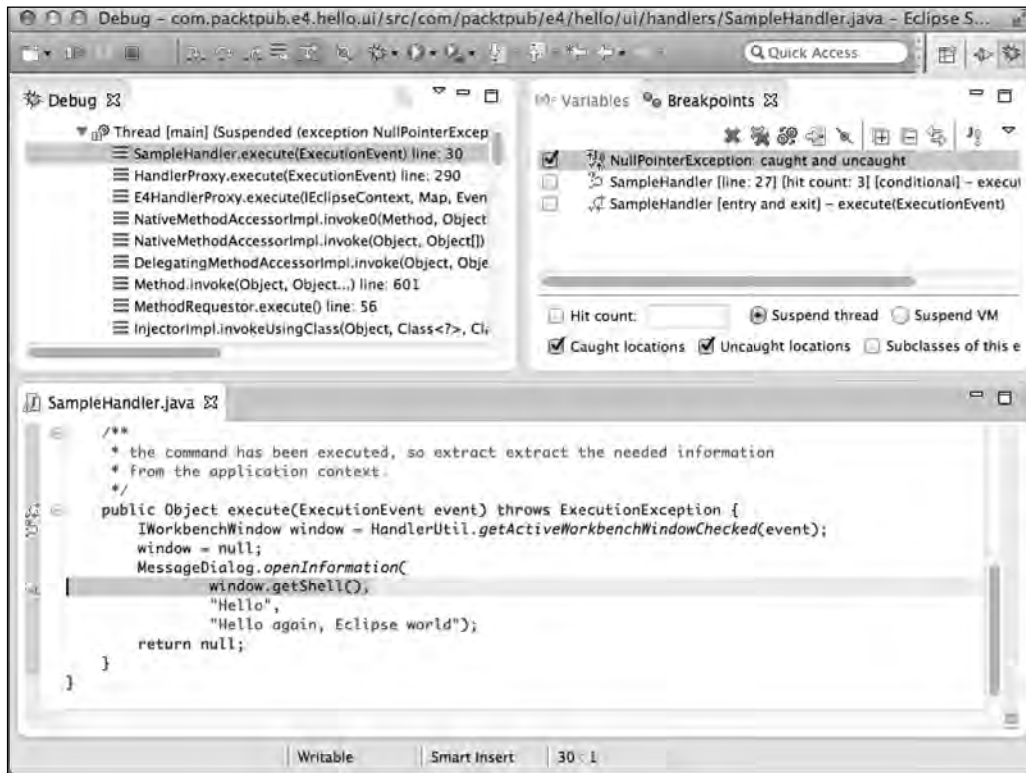 Debug – com.packtpub.e4.hello.ui/src/com/packtpub/e4/hello/ui/handlers/SampleHandler.java – Eclipse S...
Quick Access
Debug
Thread [main] (Suspended (exception NullPointerExcep
SampleHandler.execute(ExecutionEvent) line: 30
HandlerProxy.execute(ExecutionEvent) line: 290
E4HandlerProxy.execute(IEclipseContext, Map, Even
NativeMethodAccessorImpl.invoke0(Method, Object
NativeMethodAccessorImpl.invoke(Object, Object[])
DelegatingMethodAccessorImpl.invoke(Object, Obje
Method.invoke(Object, Object...) line: 601
MethodRequestor.execute() line: 56
InjectorImpl.invokeUsingClass(Object, Class<?>, Cl
Variables Breakpoints
NullPointerException: caught and uncaught
SampleHandler [line: 27] [hit count: 3] [conditional] – execut
SampleHandler [entry and exit] – execute(ExecutionEvent)
Hit count: Suspend thread Suspend VM
Caught locations Uncaught locations Subclasses of this e
SampleHandler.java
/**
* the command has been executed, so extract extract the needed information
* from the application context.
*/
public Object execute(ExecutionEvent event) throws ExecutionException {
IWorkbenchWindow window = HandlerUtil.getActiveWorkbenchWindowChecked(event);
window = null;
MessageDialog.openInformation(
window.getShell(),
"Hello",
"Hello again, Eclipse world");
return null;
}
}
Writable Smart Insert 30 : 1